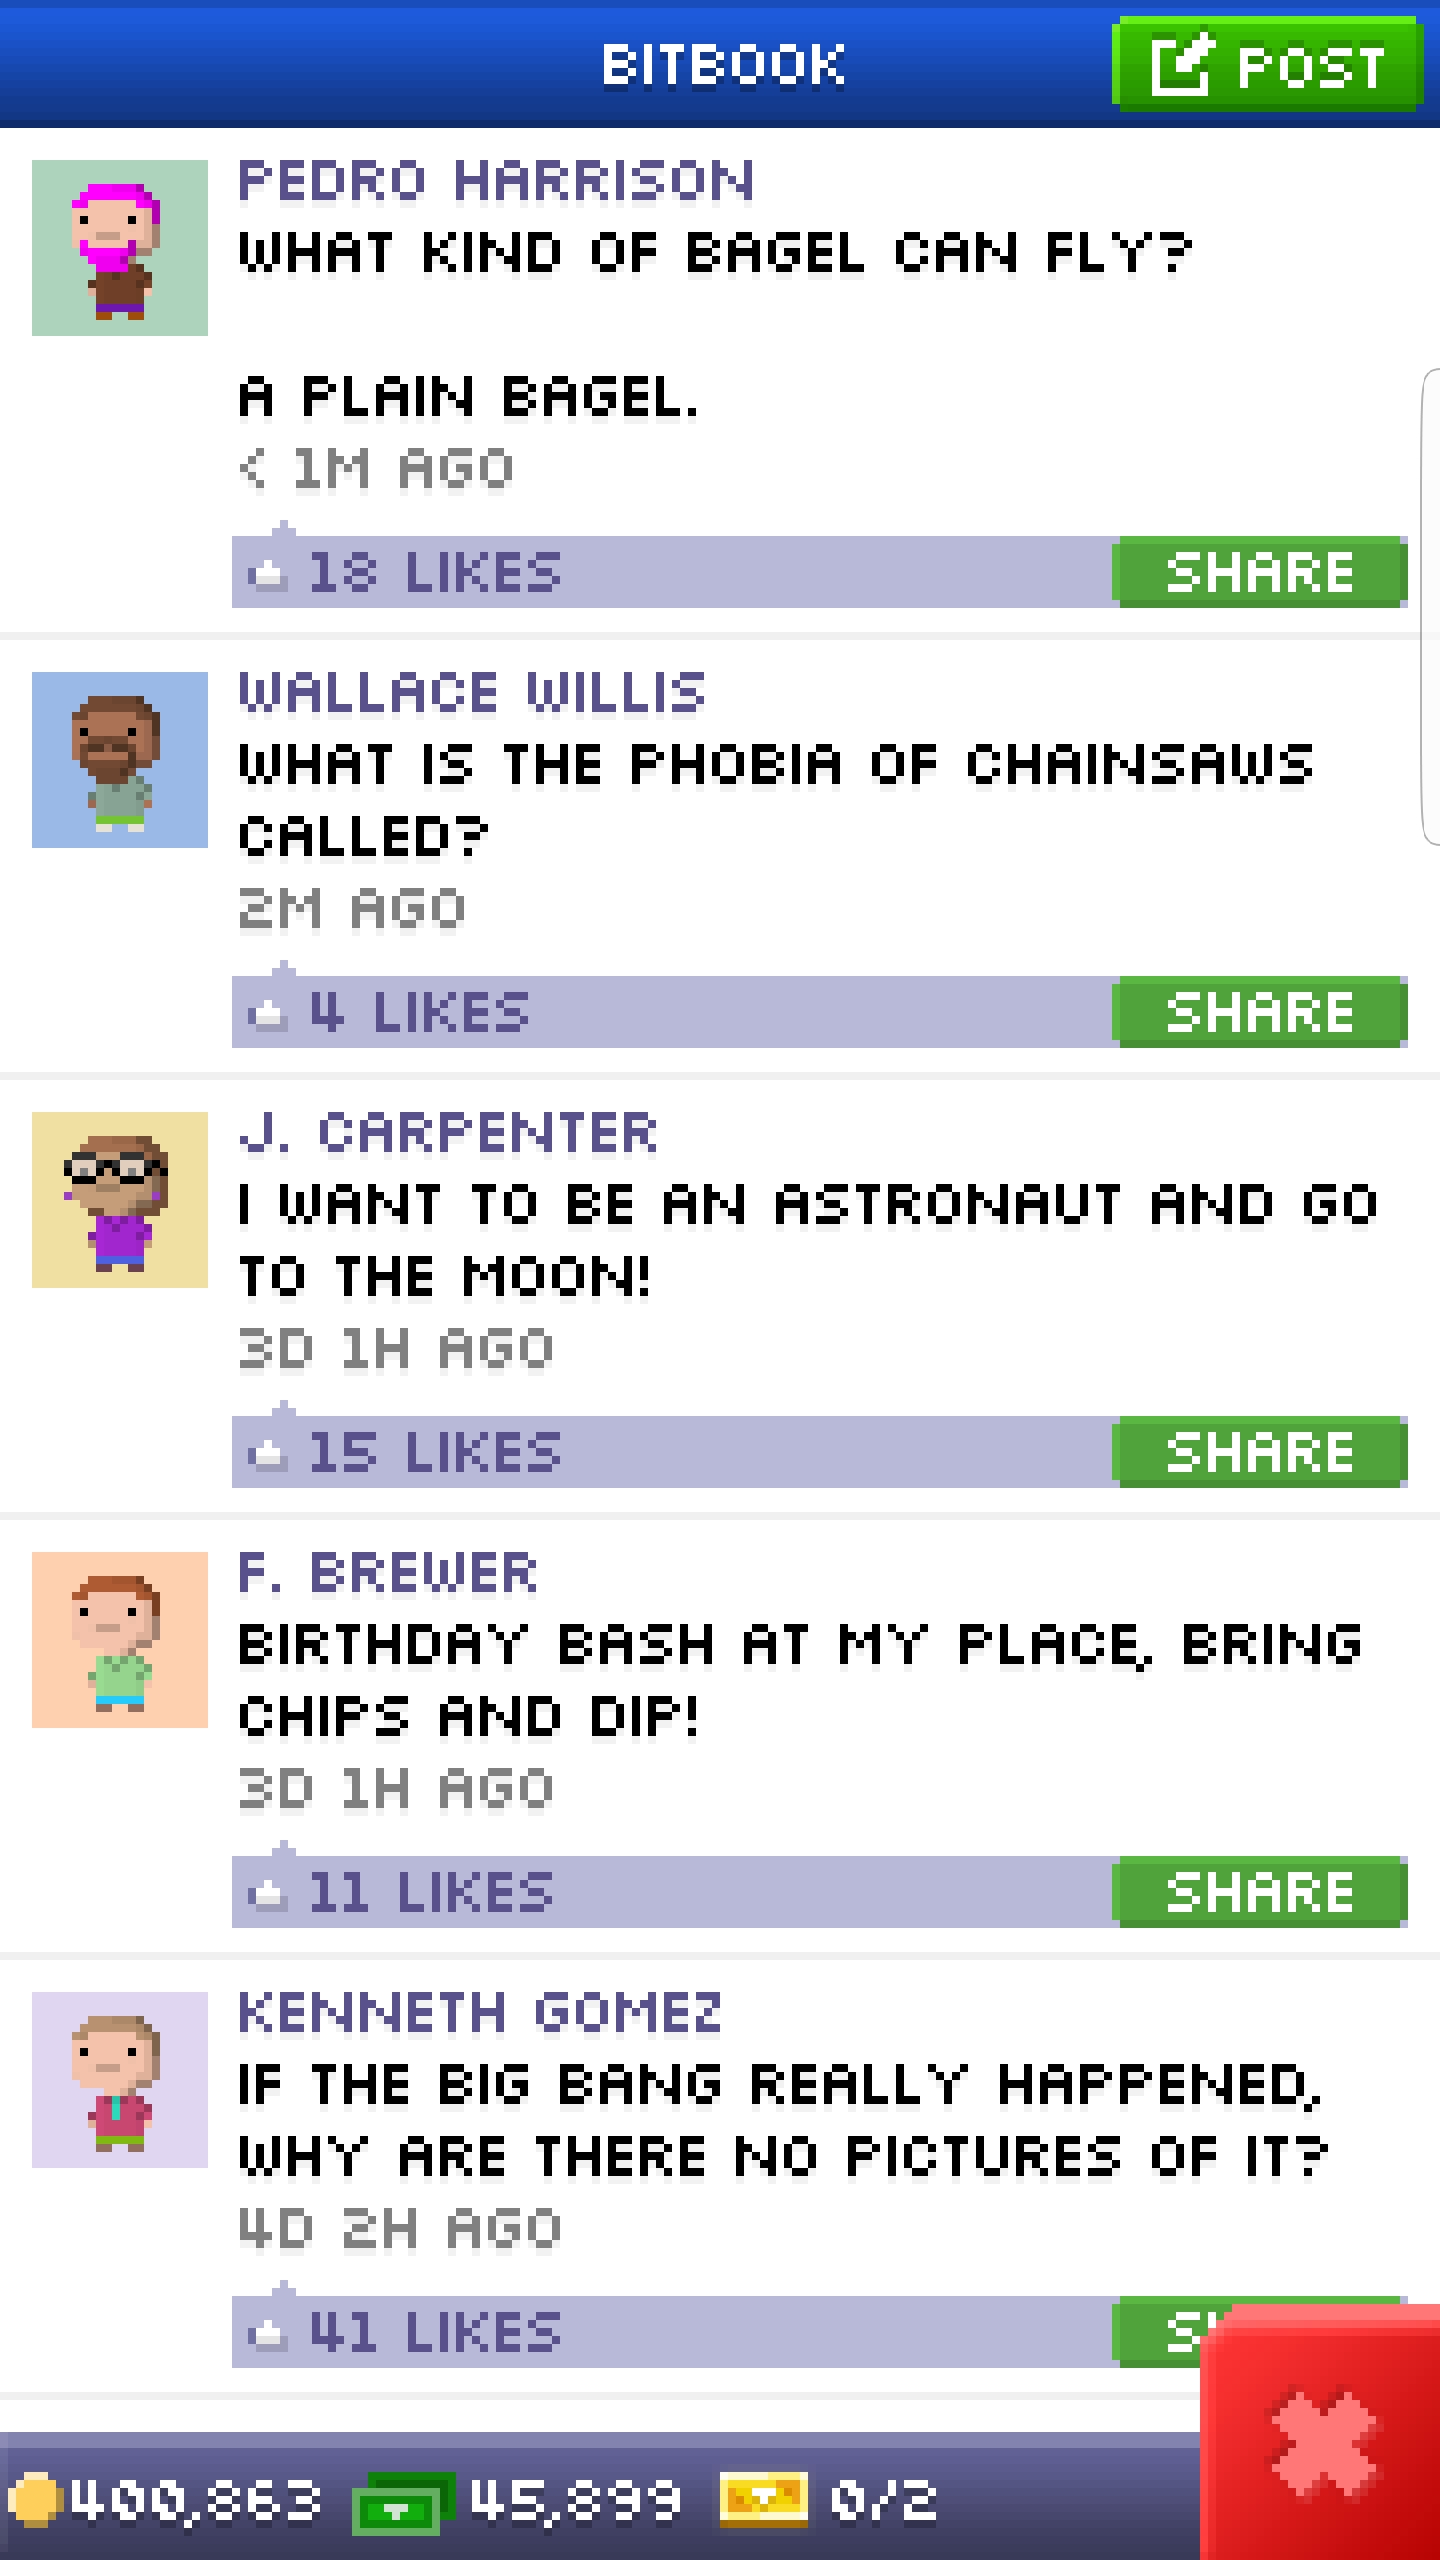 BITBOOK
POST
PEDRO HARRISON
WHAT KIND OF BAGEL CAN FLY?
A PLAIN BAGEL.
< 1M AGO
18 LIKES
SHARE
WALLACE WILLIS
WHAT IS THE PHOBIA OF CHAINSAWS
CALLED?
2M AGO
4 LIKES
SHARE
J. CARPENTER
I WANT TO BE AN ASTRONAUT AND GO
TO THE MOON!
3D 1H AGO
15 LIKES
SHARE
F. BREWER
BIRTHDAY BASH AT MY PLACE, BRING
CHIPS AND DIP!
3D 1H AGO
11 LIKES
SHARE
KENNETH GOMEZ
IF THE BIG BANG REALLY HAPPENED,
WHY ARE THERE NO PICTURES OF IT?
4D 2H AGO
41 LIKES
400,863
45,899
0/2